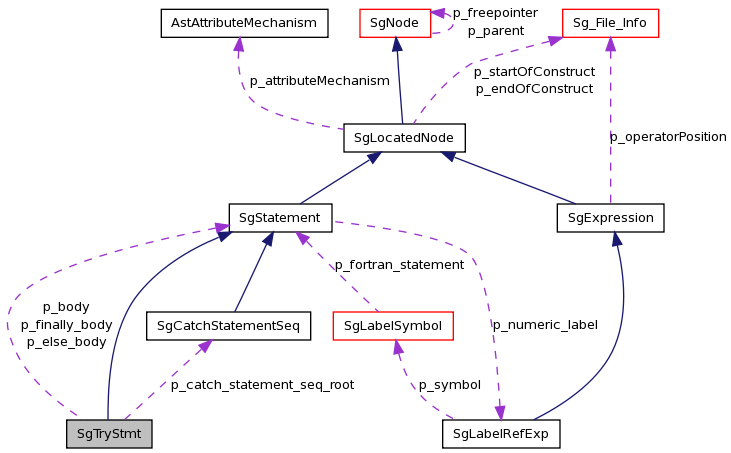 AstAttributeMechanism
SgNode
p_freepointer
p_parent
Sg_File_Info
p_attributeMechanism
p_startOfConstruct
p_endOfConstruct
SgLocatedNode
p_operatorPosition
SgStatement
SgExpression
p_fortran_statement
p_body
p_finally_body
p_else_body
SgCatchStatementSeq
SgLabelSymbol
p_numeric_label
p_catch_statement_seq_root
p_symbol
SgTryStmt
SgLabelRefExp